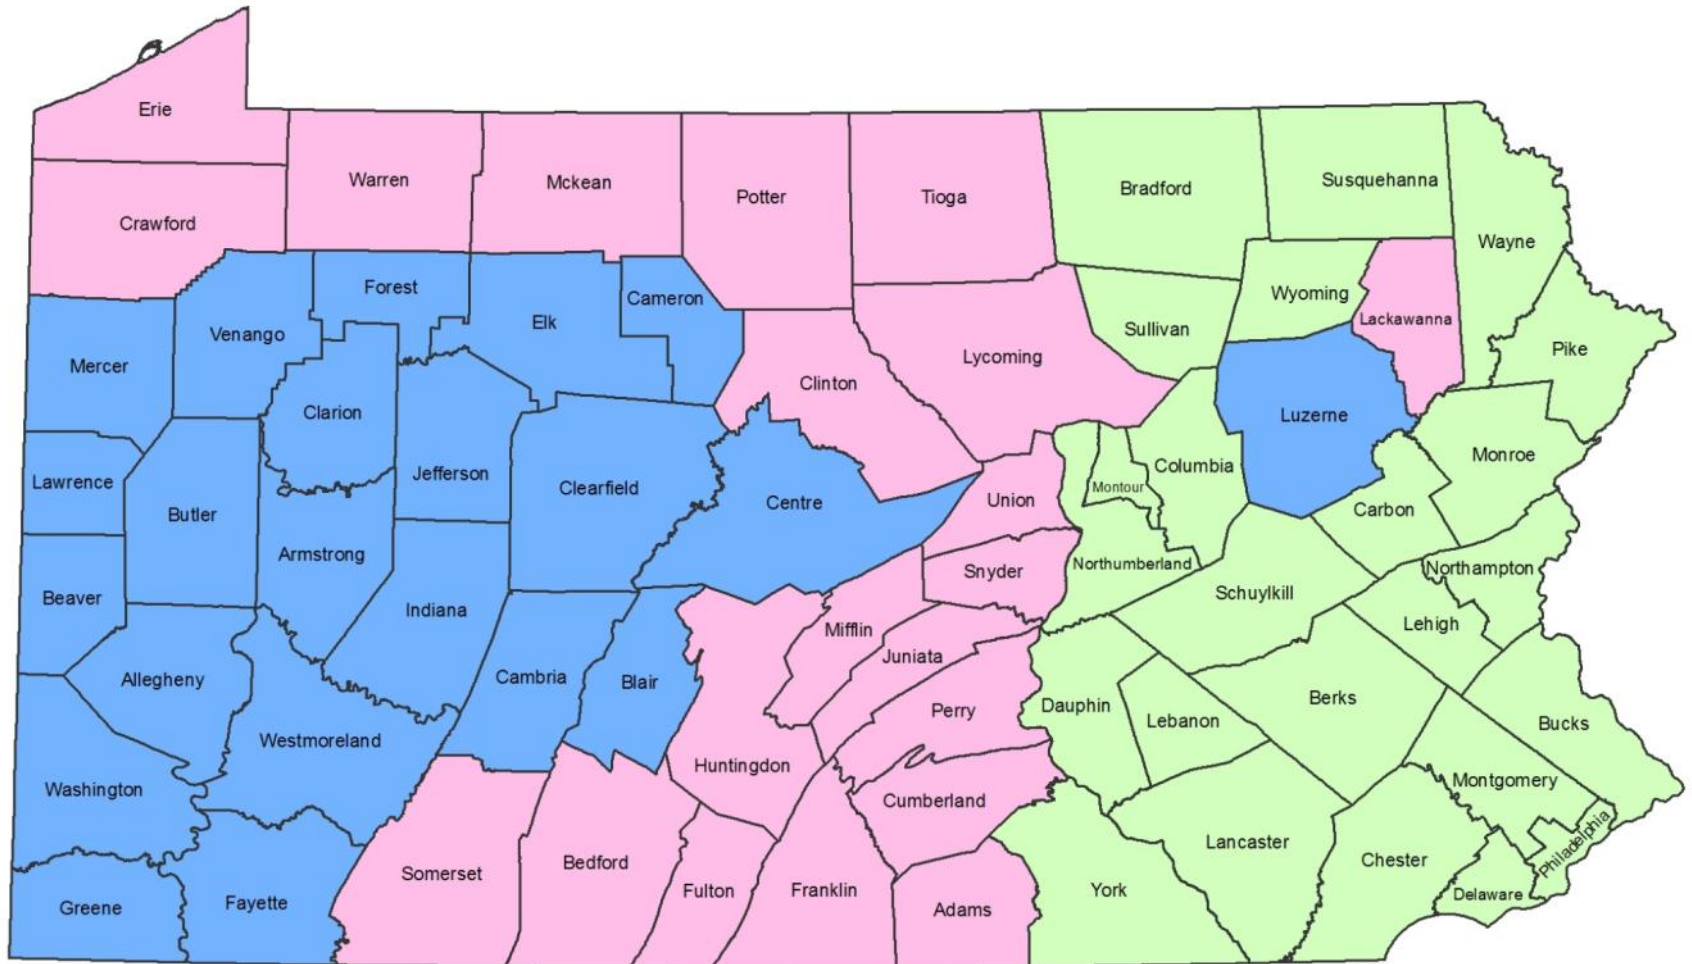 Erie
Warren
Mckean
Potter
Tioga
Bradford
Susquehanna
Crawford
Wayne
Forest
Cameron
Wyoming
Lackawanna
Venango
Elk
Sullivan
Mercer
Lycoming
Pike
Clinton
Clarion
Luzerne
Lawrence
Jefferson
Clearfield
Centre
Union
Montour
Columbia
Monroe
Butler
Carbon
Armstrong
Snyder
Northumberland
Northampton
Beaver
Indiana
Schuylkill
Mifflin
Lehigh
Allegheny
Cambria
Blair
Juniata
Dauphin
Berks
Perry
Lebanon
Bucks
Westmoreland
Huntingdon
Washington
Cumberland
Montgomery
Somerset
Bedford
Lancaster
Chester
Philadelphia
Greene
Fayette
Fulton
Franklin
Adams
York
Delaware